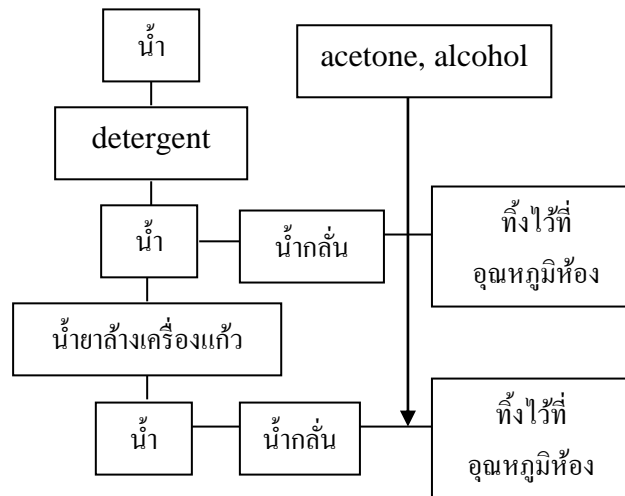 น้ำ
acetone, alcohol
detergent
น้ำ
น้ำกลั่น
ทิ้งไว้ที่
อุณหภูมิห้อง
น้ำยาล้างเครื่องแก้ว
น้ำ
น้ำกลั่น
ทิ้งไว้ที่
อุณหภูมิห้อง